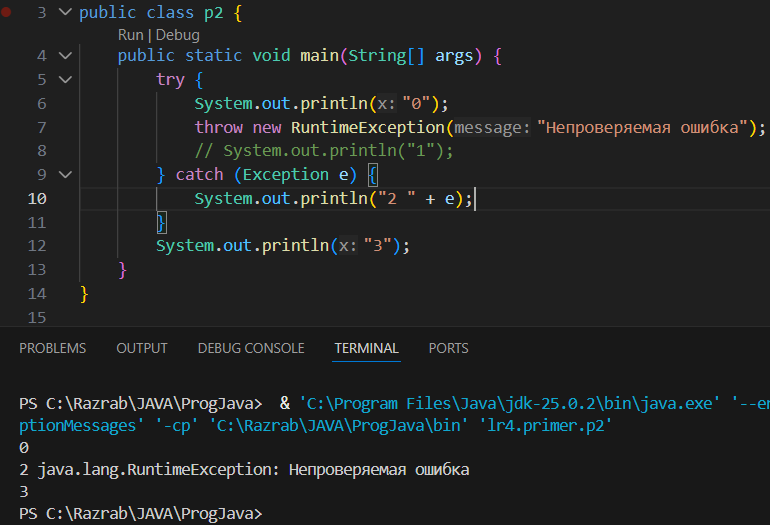 3 public class p2 {
Run | Debug
4 public static void main(String[] args) {
5 try {
6 System.out.println(x: "0");
7 throw new RuntimeException(message: "Непроверяемая ошибка");
8 // System.out.println("1");
9 } catch (Exception e) {
10 System.out.println("2 " + e);
11 }
12 System.out.println(x: "3");
13 }
14 }
15
PROBLEMS OUTPUT DEBUG CONSOLE TERMINAL PORTS
PS C:\Razrab\JAVA\ProgJava>  & 'C:\Program Files\Java\jdk-25.0.2\bin\java.exe' '--en
ptionMessages' '-cp' 'C:\Razrab\JAVA\ProgJava\bin' 'lr4.primer.p2'
0
2 java.lang.RuntimeException: Непроверяемая ошибка
3
PS C:\Razrab\JAVA\ProgJava>